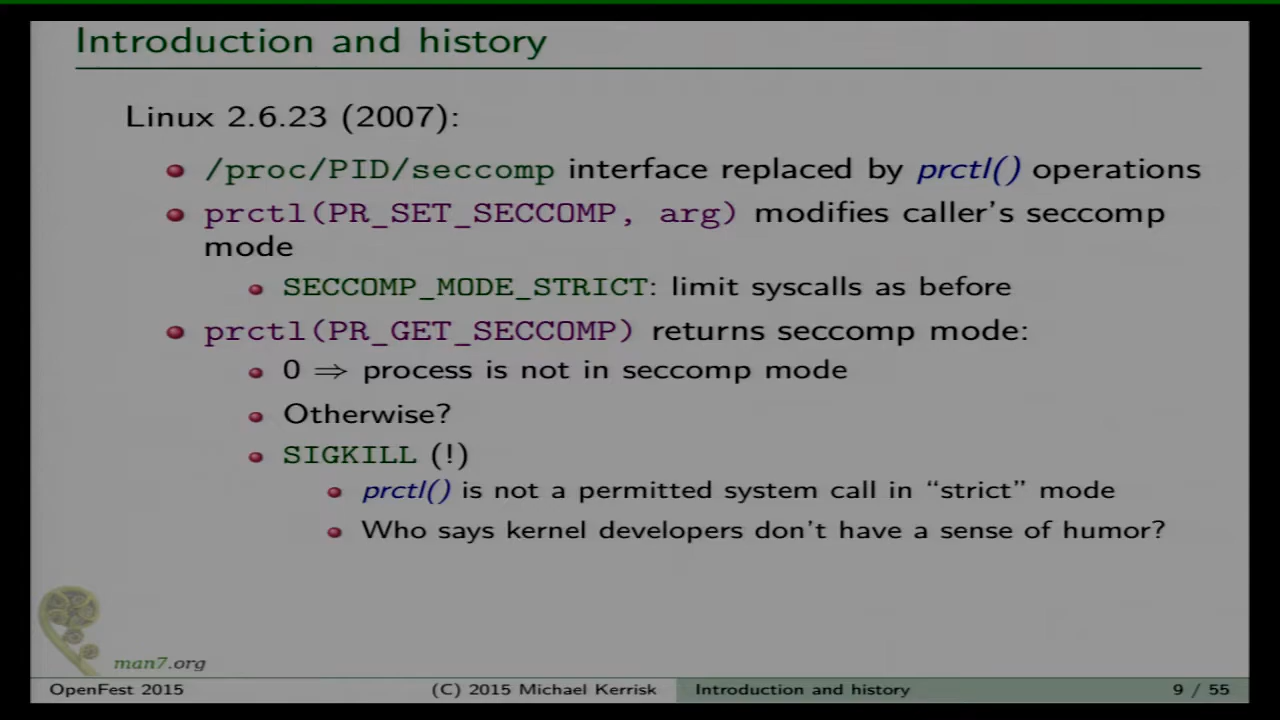 Introduction and history
Linux 2.6.23 (2007):
/proc/PID/seccomp interface replaced by prctl() operations
prctl(PR_SET_SECCOMP, arg) modifies caller's seccomp
mode
SECCOMP_MODE_STRICT: limit syscalls as before
prctl(PR_GET_SECCOMP) returns seccomp mode:
0 ⇒ process is not in seccomp mode
Otherwise?
SIGKILL (!)
prctl() is not a permitted system call in “strict” mode
Who says kernel developers don't have a sense of humor?
man7.org
OpenFest 2015 (C) 2015 Michael Kerrisk Introduction and history 9 / 55